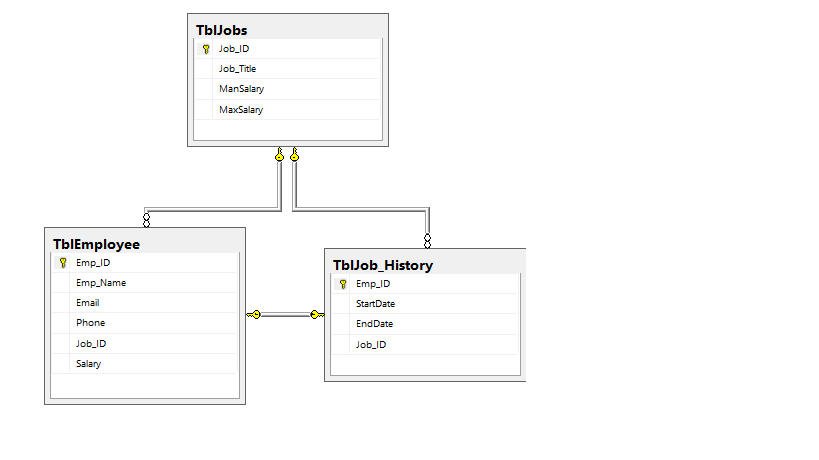 TblJobs
Job_ID
Job_Title
ManSalary
MaxSalary
TblEmployee
Emp_ID
Emp_Name
Email
Phone
Job_ID
Salary
TblJob_History
Emp_ID
StartDate
EndDate
Job_ID